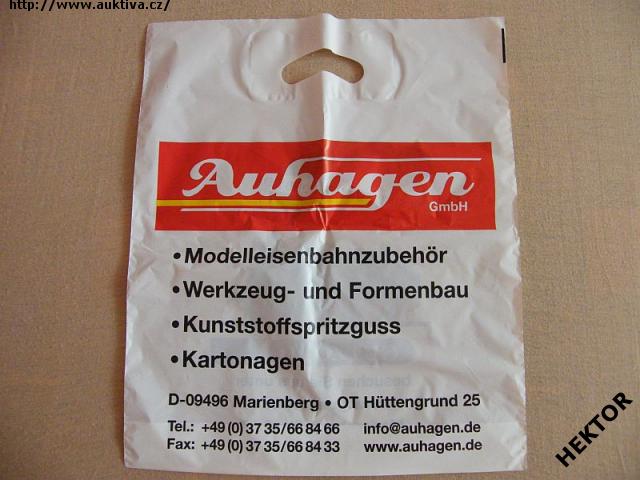 http://www.auktiva.cz/
Auhagen
GmbH
• Modelleisenbahnzubehör
• Werkzeug- und Formenbau
• Kunststoffspritzguss
• Kartonagen
D-09496 Marienberg • OT Hüttengrund 25
Tel.: +49 (0) 37 35/66 84 66 info@auhagen.de
Fax: +49 (0) 37 35/66 84 33 www.auhagen.de
HEKTOR